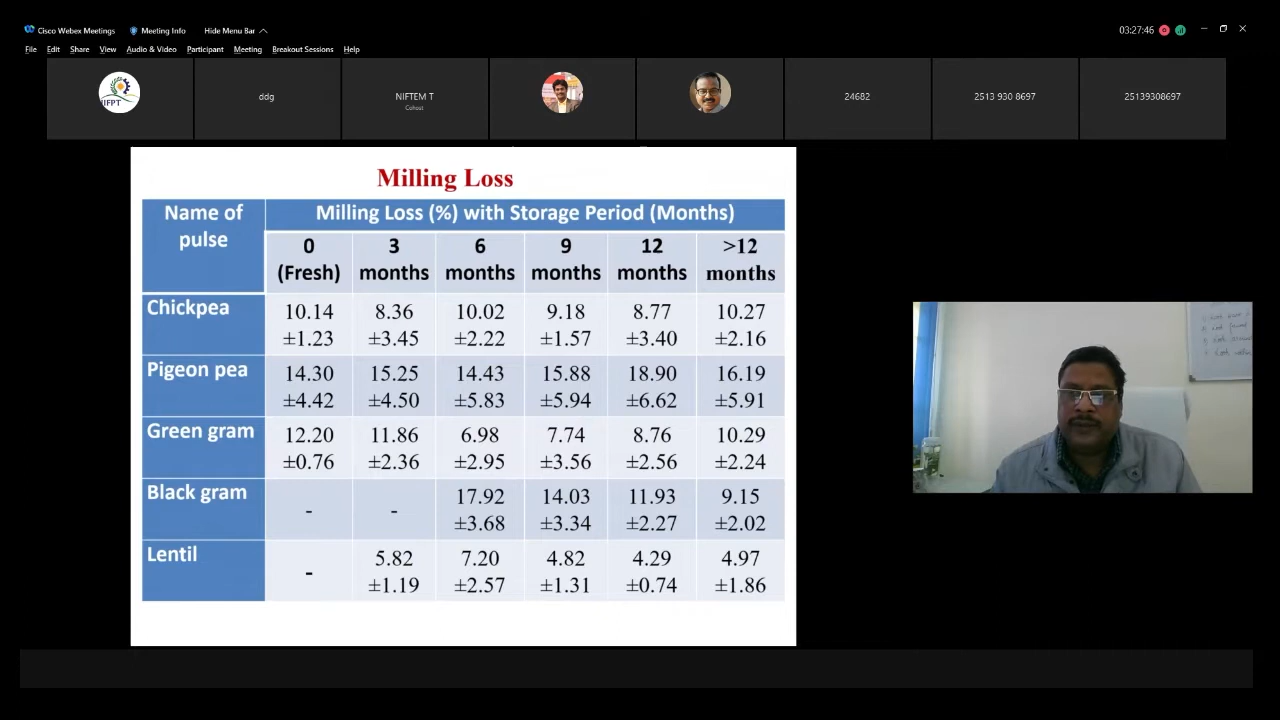 Cisco Webex Meetings Meeting Info Hide Menu Bar 03:27:46
File Edit Share View Audio & Video Participant Meeting Breakout Sessions Help
ddg NIFTEM T 24682 2513 930 8697 25139308697
Cohost
Milling Loss
Name of pulse Milling Loss (%) with Storage Period (Months)
0 3 6 9 12 >12
(Fresh) months months months months months
Chickpea 10.14 8.36 10.02 9.18 8.77 10.27
±1.23 ±3.45 ±2.22 ±1.57 ±3.40 ±2.16
Pigeon pea 14.30 15.25 14.43 15.88 18.90 16.19
±4.42 ±4.50 ±5.83 ±5.94 ±6.62 ±5.91
Green gram 12.20 11.86 6.98 7.74 8.76 10.29
±0.76 ±2.36 ±2.95 ±3.56 ±2.56 ±2.24
Black gram - - 17.92 14.03 11.93 9.15
±3.68 ±3.34 ±2.27 ±2.02
Lentil - 5.82 7.20 4.82 4.29 4.97
±1.19 ±2.57 ±1.31 ±0.74 ±1.86